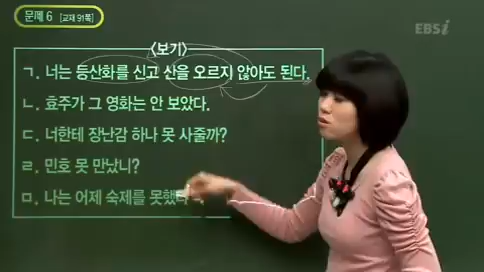 문제 6 [교재 91쪽]
EBSi
<보기>
ㄱ. 너는 등산화를 신고 산을 오르지 않아도 된다.
ㄴ. 효주가 그 영화는 안 보았다.
ㄷ. 너한테 장난감 하나 못 사줄까?
ㄹ. 민호 못 만났니?
ㅁ. 나는 어제 숙제를 못했다